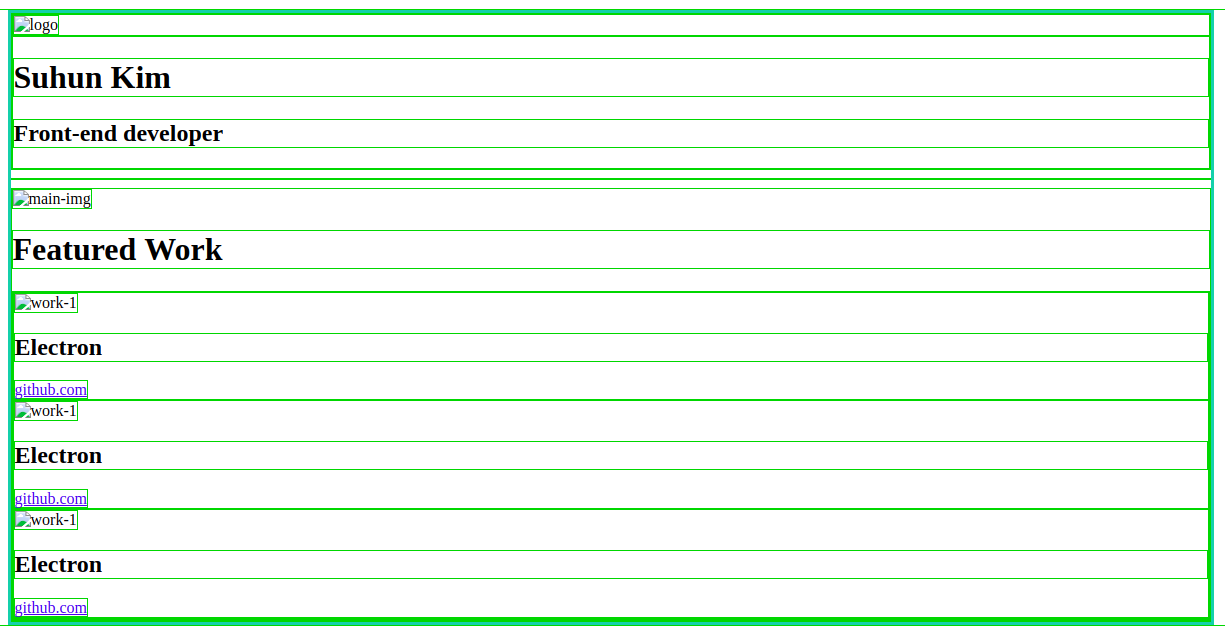 logo
Suhun Kim
Front-end developer
main-img
Featured Work
work-1
Electron
github.com
work-1
Electron
github.com
work-1
Electron
github.com